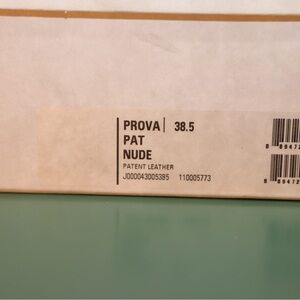 PROVA | 38.5
PAT
NUDE
PATENT LEATHER
J000043005385 110005773